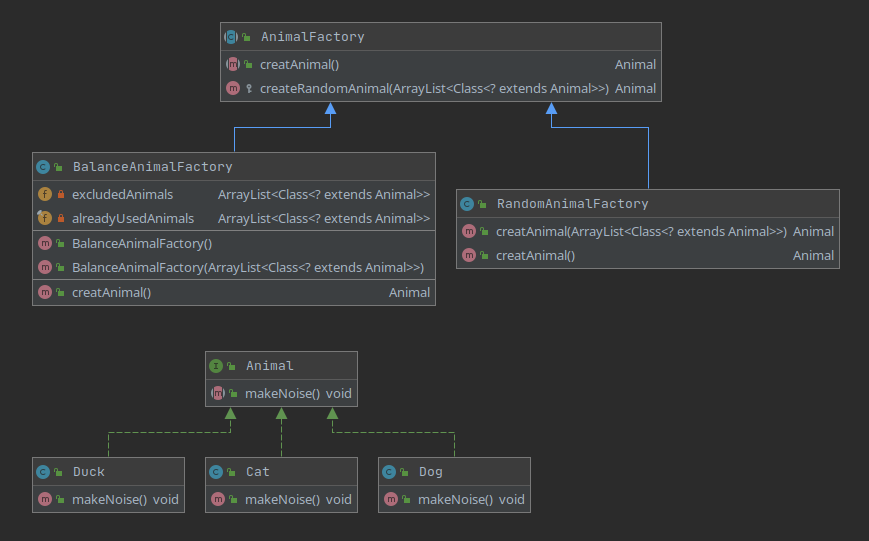 AnimalFactory
creatAnimal() Animal
createRandomAnimal(ArrayList<Class<? extends Animal>>) Animal
BalanceAnimalFactory
excludedAnimals ArrayList<Class<? extends Animal>>
alreadyUsedAnimals ArrayList<Class<? extends Animal>>
BalanceAnimalFactory()
BalanceAnimalFactory(ArrayList<Class<? extends Animal>>)
creatAnimal() Animal
RandomAnimalFactory
creatAnimal(ArrayList<Class<? extends Animal>>) Animal
creatAnimal() Animal
Animal
makeNoise() void
Duck
makeNoise() void
Cat
makeNoise() void
Dog
makeNoise() void